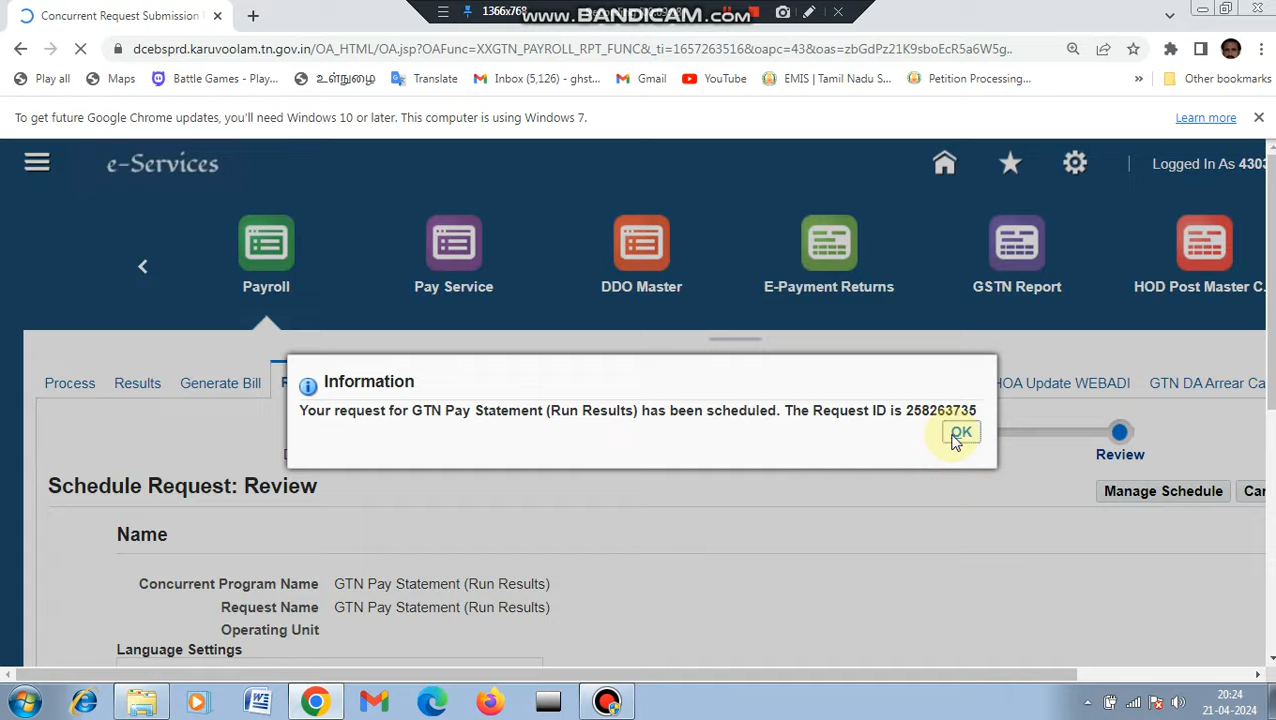 Concurrent Request Submission
1366x768
www.BANDICAM.com
dcebsprd.karuvoolam.tn.gov.in/OA_HTML/OA.jsp?OAFunc=XXGTN_PAYROLL_RPT_FUNC&_ti=1657263516&oapc=43&oas=zbGdPz21K9sboEcR5a6W5g..
Play all
Maps
Battle Games - Play...
உள்நுழை
Translate
Inbox (5,126) - ghst...
Gmail
YouTube
EMIS | Tamil Nadu S...
Petition Processing...
»
Other bookmarks
To get future Google Chrome updates, you'll need Windows 10 or later. This computer is using Windows 7.
Learn more
e-Services
Logged In As 4303
Payroll
Pay Service
DDO Master
E-Payment Returns
GSTN Report
HOD Post Master C...
Process
Results
Generate Bill
HOA Update WEBADI
GTN DA Arrear Ca
Information
Your request for GTN Pay Statement (Run Results) has been scheduled. The Request ID is 258263735
OK
Review
Schedule Request: Review
Manage Schedule
Can
Name
Concurrent Program Name GTN Pay Statement (Run Results)
Request Name GTN Pay Statement (Run Results)
Operating Unit
Language Settings
20:24
21-04-2024